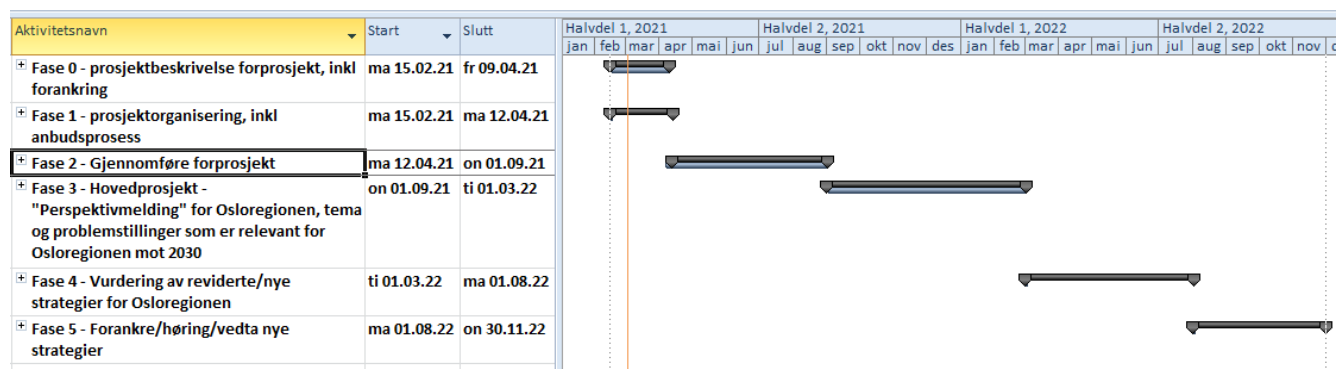 Aktivitetsnavn Start Slutt Halvdel 1, 2021 Halvdel 2, 2021 Halvdel 1, 2022 Halvdel 2, 2022
jan feb mar apr mai jun jul aug sep okt nov des jan feb mar apr mai jun jul aug sep okt nov
Fase 0 - prosjektbeskrivelse forprosjekt, inkl ma 15.02.21 fr 09.04.21
forankring
Fase 1 - prosjektorganisering, inkl ma 15.02.21 ma 12.04.21
anbudsprosess
Fase 2 - Gjennomføre forprosjekt ma 12.04.21 on 01.09.21
Fase 3 - Hovedprosjekt - on 01.09.21 ti 01.03.22
"Perspektivmelding" for Osloregionen, tema
og problemstillinger som er relevant for
Osloregionen mot 2030
Fase 4 - Vurdering av reviderte/nye ti 01.03.22 ma 01.08.22
strategier for Osloregionen
Fase 5 - Forankre/høring/vedta nye ma 01.08.22 on 30.11.22
strategier